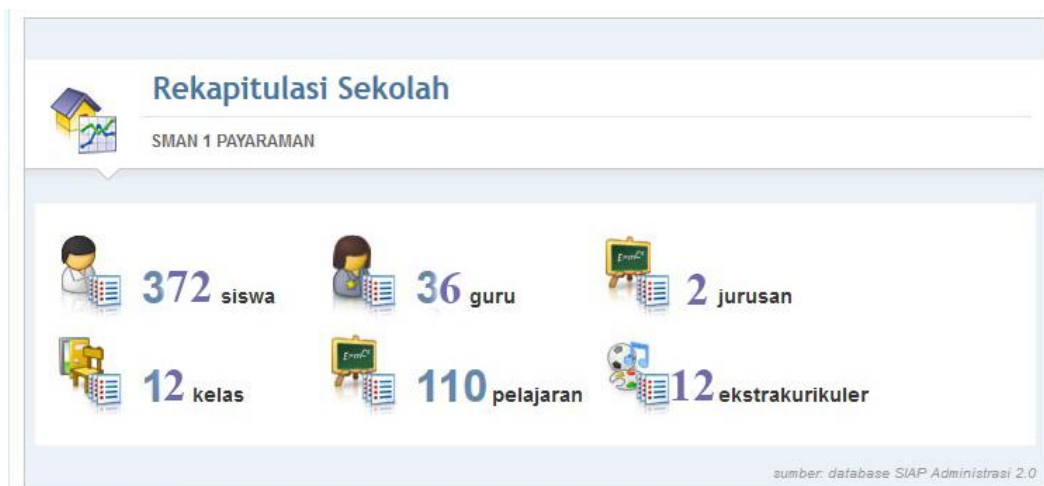 Rekapitulasi Sekolah
SMAN 1 PAYARAMAN
372 siswa
36 guru
2 jurusan
12 kelas
110 pelajaran
12 ekstrakurikuler
sumber: database SIAP Administrasi 2.0